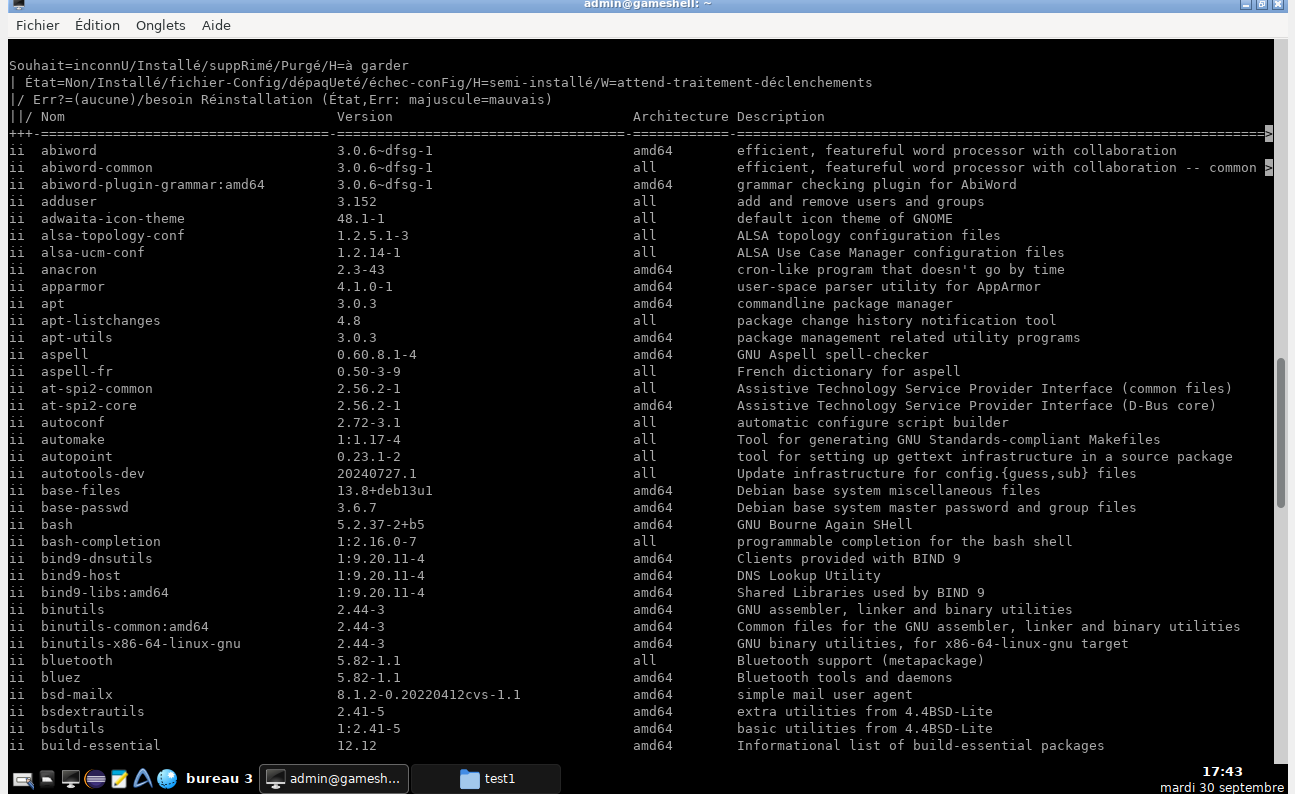 admin@gameshell: ~
Fichier Édition Onglets Aide
Souhait=inconnU/Installé/suppRimé/Purgé/H=à garder
| État=Non/Installé/fichier-Config/dépaQueté/échec-conFig/H=semi-installé/W=attend-traitement-déclenchements
|/ Err?=(aucune)/besoin Réinstallation (État,Err: majuscule=mauvais)
||/ Nom Version Architecture Description
+++-====================================-====================================-============-==================================================================>
ii abiword 3.0.6~dfsg-1 amd64 efficient, featureful word processor with collaboration
ii abiword-common 3.0.6~dfsg-1 all efficient, featureful word processor with collaboration -- common >
ii abiword-plugin-grammar:amd64 3.0.6~dfsg-1 amd64 grammar checking plugin for AbiWord
ii adduser 3.152 all add and remove users and groups
ii adwaita-icon-theme 48.1-1 all default icon theme of GNOME
ii alsa-topology-conf 1.2.5.1-3 all ALSA topology configuration files
ii alsa-ucm-conf 1.2.14-1 all ALSA Use Case Manager configuration files
ii anacron 2.3-43 amd64 cron-like program that doesn't go by time
ii apparmor 4.1.0-1 amd64 user-space parser utility for AppArmor
ii apt 3.0.3 amd64 commandline package manager
ii apt-listchanges 4.8 all package change history notification tool
ii apt-utils 3.0.3 amd64 package management related utility programs
ii aspell 0.60.8.1-4 amd64 GNU Aspell spell-checker
ii aspell-fr 0.50-3-9 all French dictionary for aspell
ii at-spi2-common 2.56.2-1 all Assistive Technology Service Provider Interface (common files)
ii at-spi2-core 2.56.2-1 amd64 Assistive Technology Service Provider Interface (D-Bus core)
ii autoconf 2.72-3.1 all automatic configure script builder
ii automake 1:1.17-4 all Tool for generating GNU Standards-compliant Makefiles
ii autopoint 0.23.1-2 all tool for setting up gettext infrastructure in a source package
ii autotools-dev 20240727.1 all Update infrastructure for config.{guess,sub} files
ii base-files 13.8+deb13u1 amd64 Debian base system miscellaneous files
ii base-passwd 3.6.7 amd64 Debian base system master password and group files
ii bash 5.2.37-2+b5 amd64 GNU Bourne Again SHell
ii bash-completion 1:2.16.0-7 all programmable completion for the bash shell
ii bind9-dnsutils 1:9.20.11-4 amd64 Clients provided with BIND 9
ii bind9-host 1:9.20.11-4 amd64 DNS Lookup Utility
ii bind9-libs:amd64 1:9.20.11-4 amd64 Shared Libraries used by BIND 9
ii binutils 2.44-3 amd64 GNU assembler, linker and binary utilities
ii binutils-common:amd64 2.44-3 amd64 Common files for the GNU assembler, linker and binary utilities
ii binutils-x86-64-linux-gnu 2.44-3 amd64 GNU binary utilities, for x86-64-linux-gnu target
ii bluetooth 5.82-1.1 all Bluetooth support (metapackage)
ii bluez 5.82-1.1 amd64 Bluetooth tools and daemons
ii bsd-mailx 8.1.2-0.20220412cvs-1.1 amd64 simple mail user agent
ii bsdextrautils 2.41-5 amd64 extra utilities from 4.4BSD-Lite
ii bsdutils 1:2.41-5 amd64 basic utilities from 4.4BSD-Lite
ii build-essential 12.12 amd64 Informational list of build-essential packages
bureau 3 admin@gamesh... test1 17:43
mardi 30 septembre